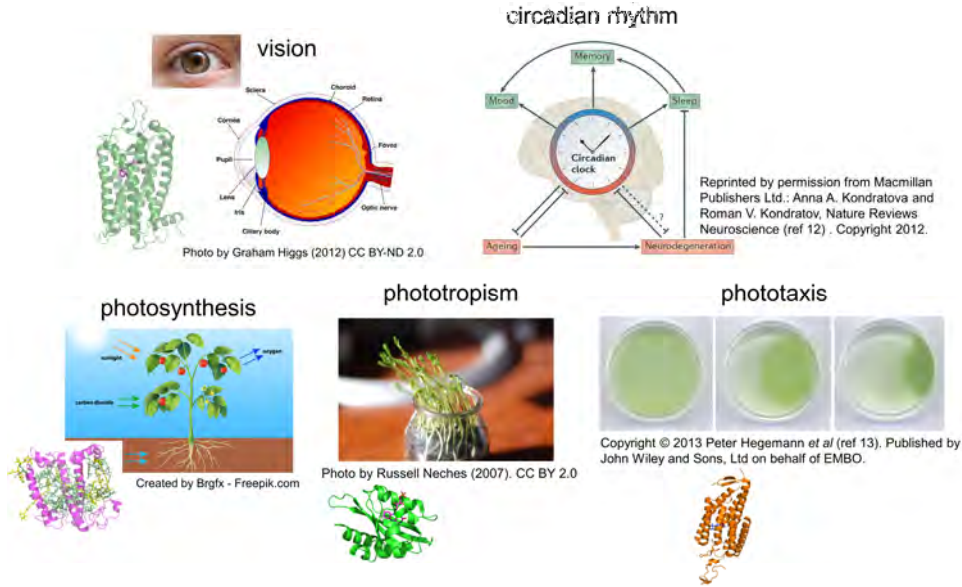 circadian rhythm
vision
Sclera
Choroid
Retina
Cornea
Fovea
Pupil
Lens
Iris
Ciliary body
Optic nerve
Photo by Graham Higgs (2012) CC BY-ND 2.0
Memory
Mood
Sleep
Circadian
clock
?
Ageing
Neurodegeneration
Reprinted by permission from Macmillan
Publishers Ltd.: Anna A. Kondratova and
Roman V. Kondratov, Nature Reviews
Neuroscience (ref 12) . Copyright 2012.
photosynthesis
sunlight
oxygen
carbon dioxide
Created by Brgfx - Freepik.com
phototropism
Photo by Russell Neches (2007). CC BY 2.0
phototaxis
Copyright © 2013 Peter Hegemann et al (ref 13). Published by
John Wiley and Sons, Ltd on behalf of EMBO.